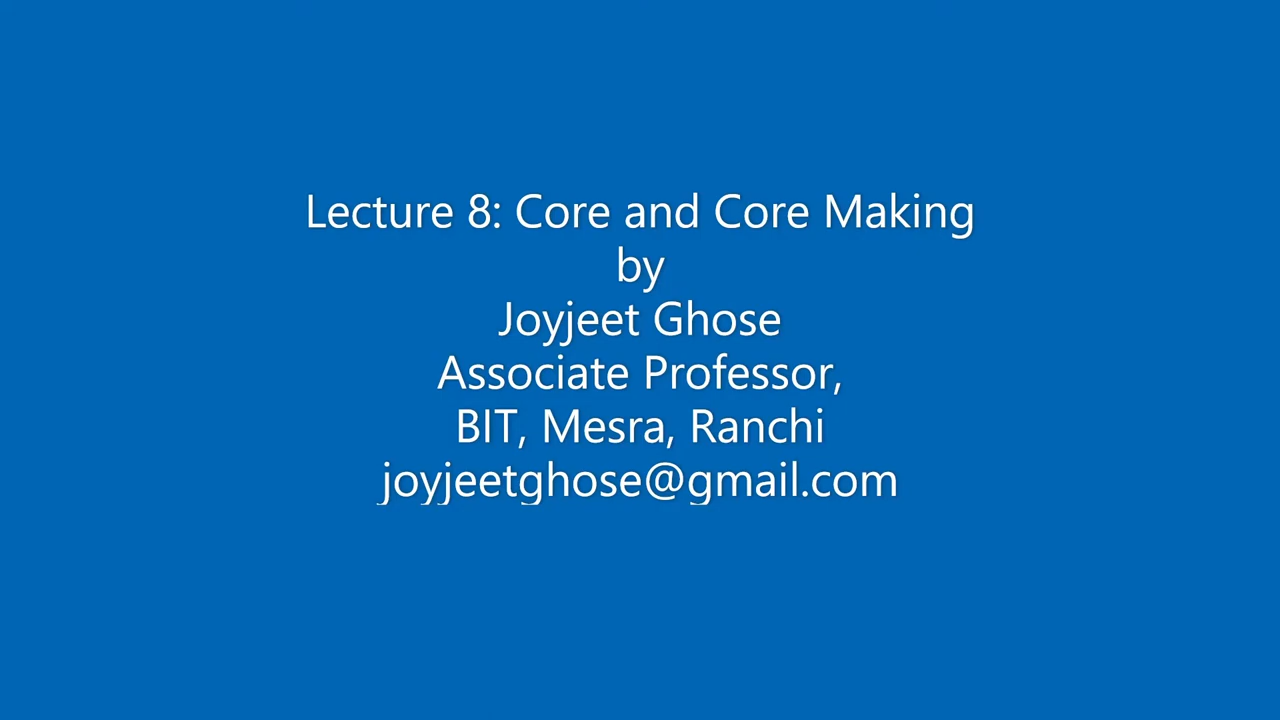 Lecture 8: Core and Core Making
by
Joyjeet Ghose
Associate Professor,
BIT, Mesra, Ranchi
joyjeetghose@gmail.com